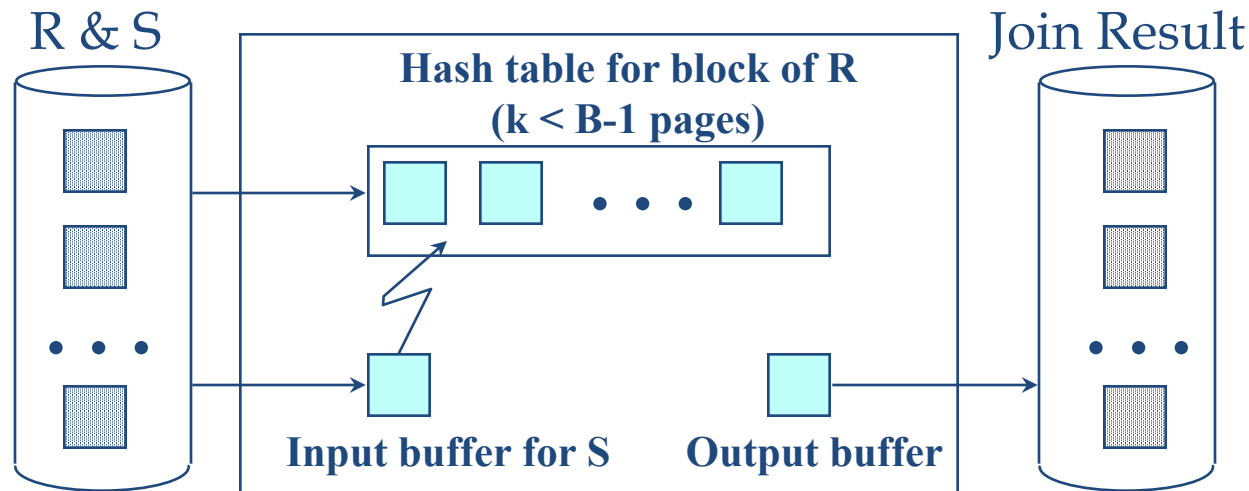 R & S
Join Result
Hash table for block of R
(k < B-1 pages)
• • •
• • •
• • •
Input buffer for S
Output buffer